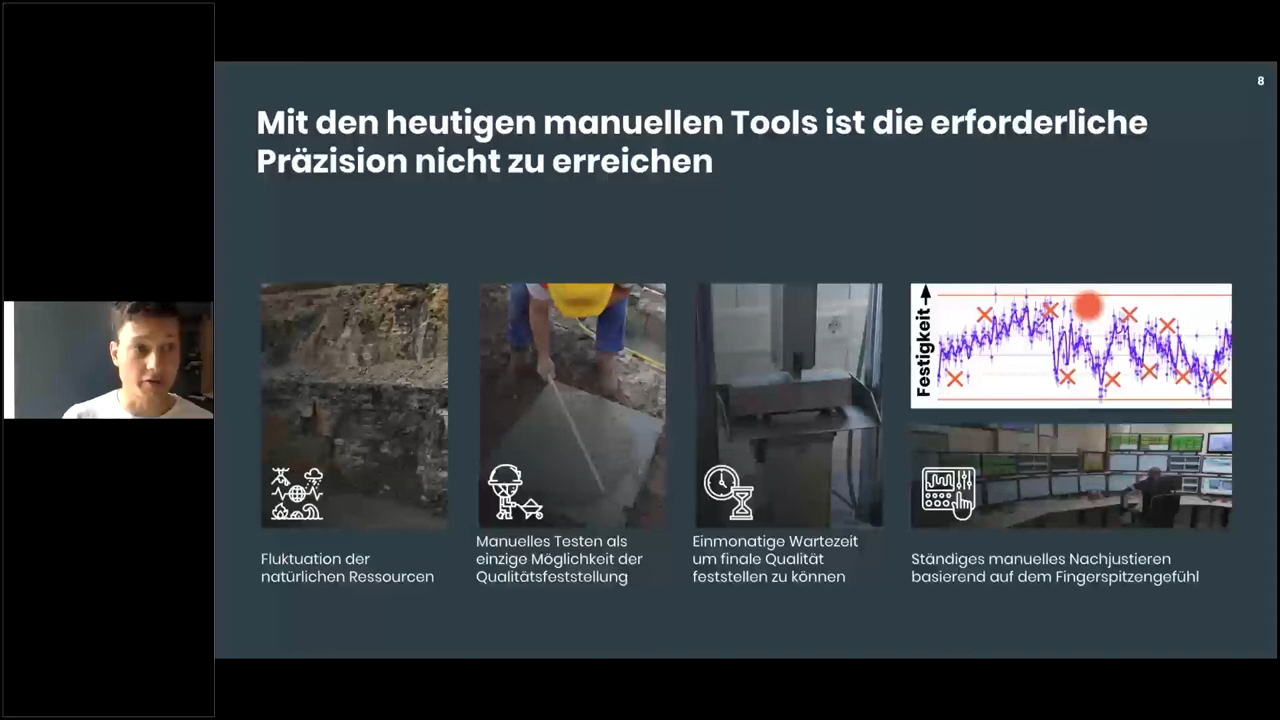 8
Mit den heutigen manuellen Tools ist die erforderliche
Präzision nicht zu erreichen
Festigkeit
Fluktuation der
natürlichen Ressourcen
Manuelles Testen als
einzige Möglichkeit der
Qualitätsfeststellung
Einmonatige Wartezeit
um finale Qualität
feststellen zu können
Ständiges manuelles Nachjustieren
basierend auf dem Fingerspitzengefühl